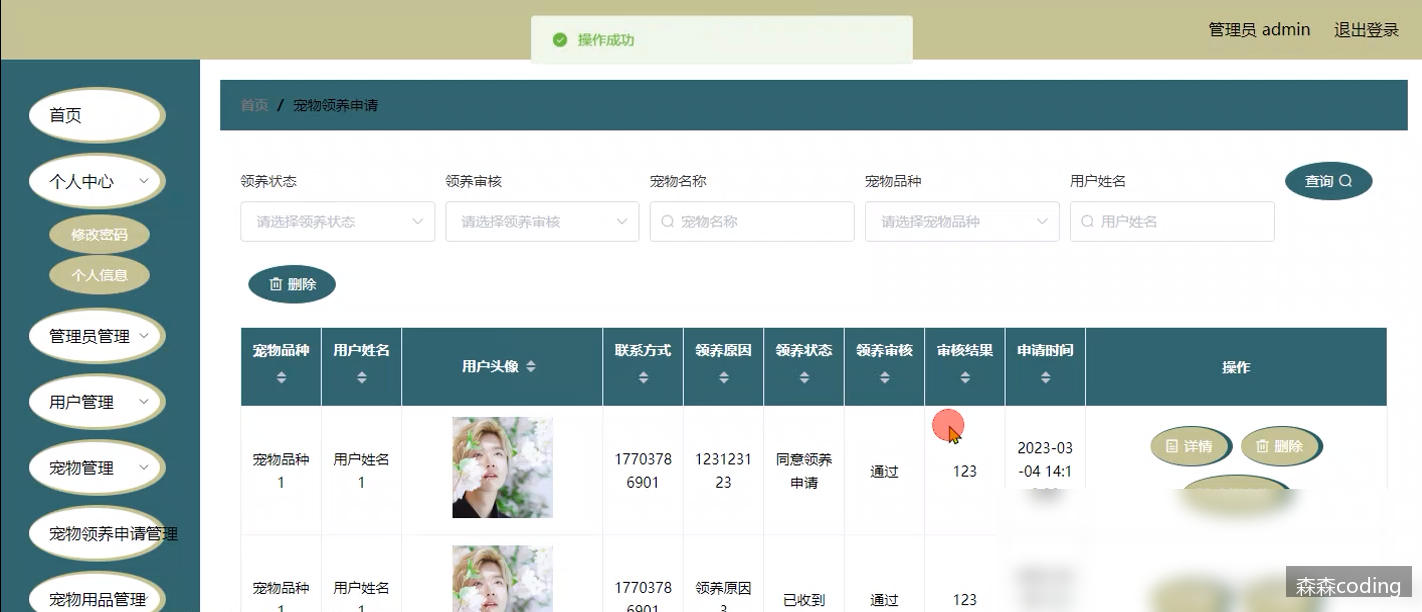 操作成功
管理员 admin
退出登录
首页
个人中心
修改密码
个人信息
管理员管理
用户管理
宠物管理
宠物领养申请管理
宠物用品管理
首页 / 宠物领养申请
领养状态
领养审核
宠物名称
宠物品种
用户姓名
查询
请选择领养状态
请选择领养审核
宠物名称
请选择宠物品种
用户姓名
删除
宠物品种
用户姓名
用户头像
联系方式
领养原因
领养状态
领养审核
审核结果
申请时间
操作
宠物品种
1
用户姓名
1
1770378
6901
1231231
23
同意领养
申请
通过
123
2023-03
-04 14:1
详情
删除
宠物品种
1
用户姓名
1
1770378
6901
领养原因
3
已收到
通过
123
森森coding